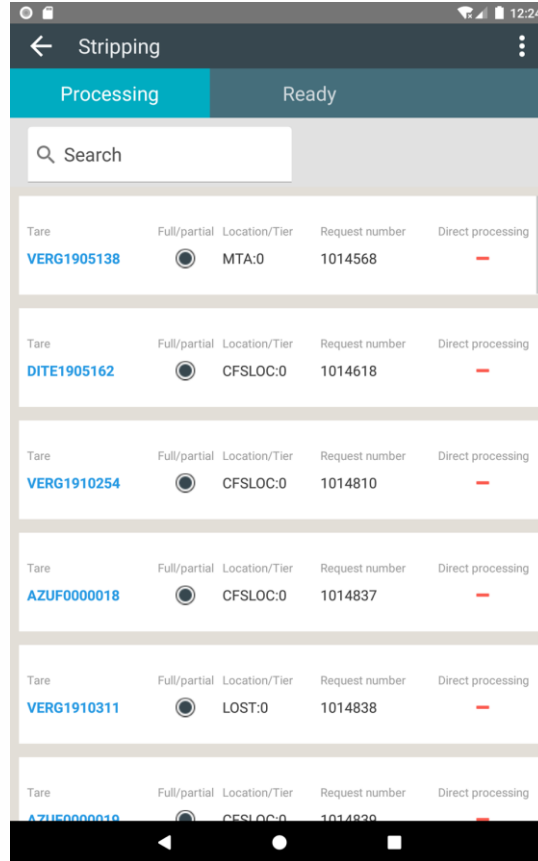 12:24
Stripping
Processing Ready
Search
Tare Full/partial Location/Tier Request number Direct processing
VERG1905138 MTA:0 1014568
Tare Full/partial Location/Tier Request number Direct processing
DITE1905162 CFSLOC:0 1014618
Tare Full/partial Location/Tier Request number Direct processing
VERG1910254 CFSLOC:0 1014810
Tare Full/partial Location/Tier Request number Direct processing
AZUF0000018 CFSLOC:0 1014837
Tare Full/partial Location/Tier Request number Direct processing
VERG1910311 LOST:0 1014838
Tare Full/partial Location/Tier Request number Direct processing
AZUF0000019 CFSLOC:0 1014839